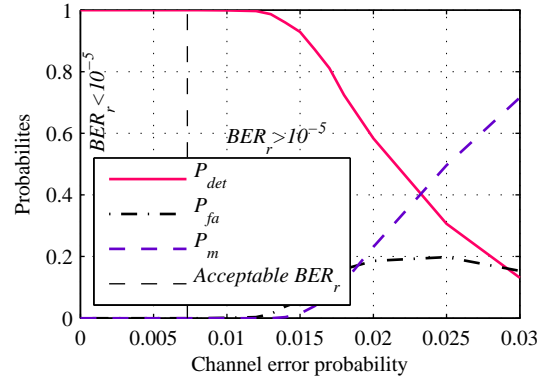 1
0.8
0.6
0.4
0.2
0
Probabilites
BER_r<10^-5
BER_r>10^-5
P_det
P_fa
P_m
Acceptable BER_r
0 0.005 0.01 0.015 0.02 0.025 0.03
Channel error probability